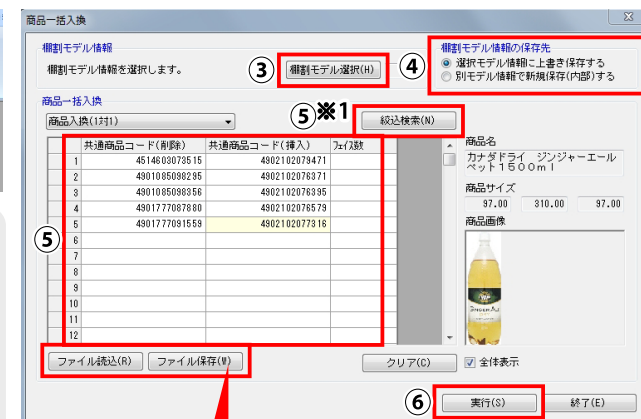 商品一括入換
棚割モデル情報
棚割モデル情報を選択します。
③ 棚割モデル選択(H)
④
棚割モデル情報の保存先
選択モデル情報に上書き保存する
別モデル情報で新規保存(内部)する
商品一括入換
商品入換(1対1)
⑤※1 絞込検索(N)
共通商品コード(削除) 共通商品コード(挿入) フェイス数
1 4514603073515 4902102079471
2 4901085098295 4902102076371
3 4901085098356 4902102076395
4 4901777087880 4902102076579
5 4901777091559 4902102077316
6
7
8
9
10
11
12
⑤
商品名
カナダドライ ジンジャーエール
ペット1500ml
商品サイズ
97.00 310.00 97.00
商品画像
ファイル読込(R) ファイル保存(W)
クリア(C) 全体表示
⑥ 実行(S) 終了(E)